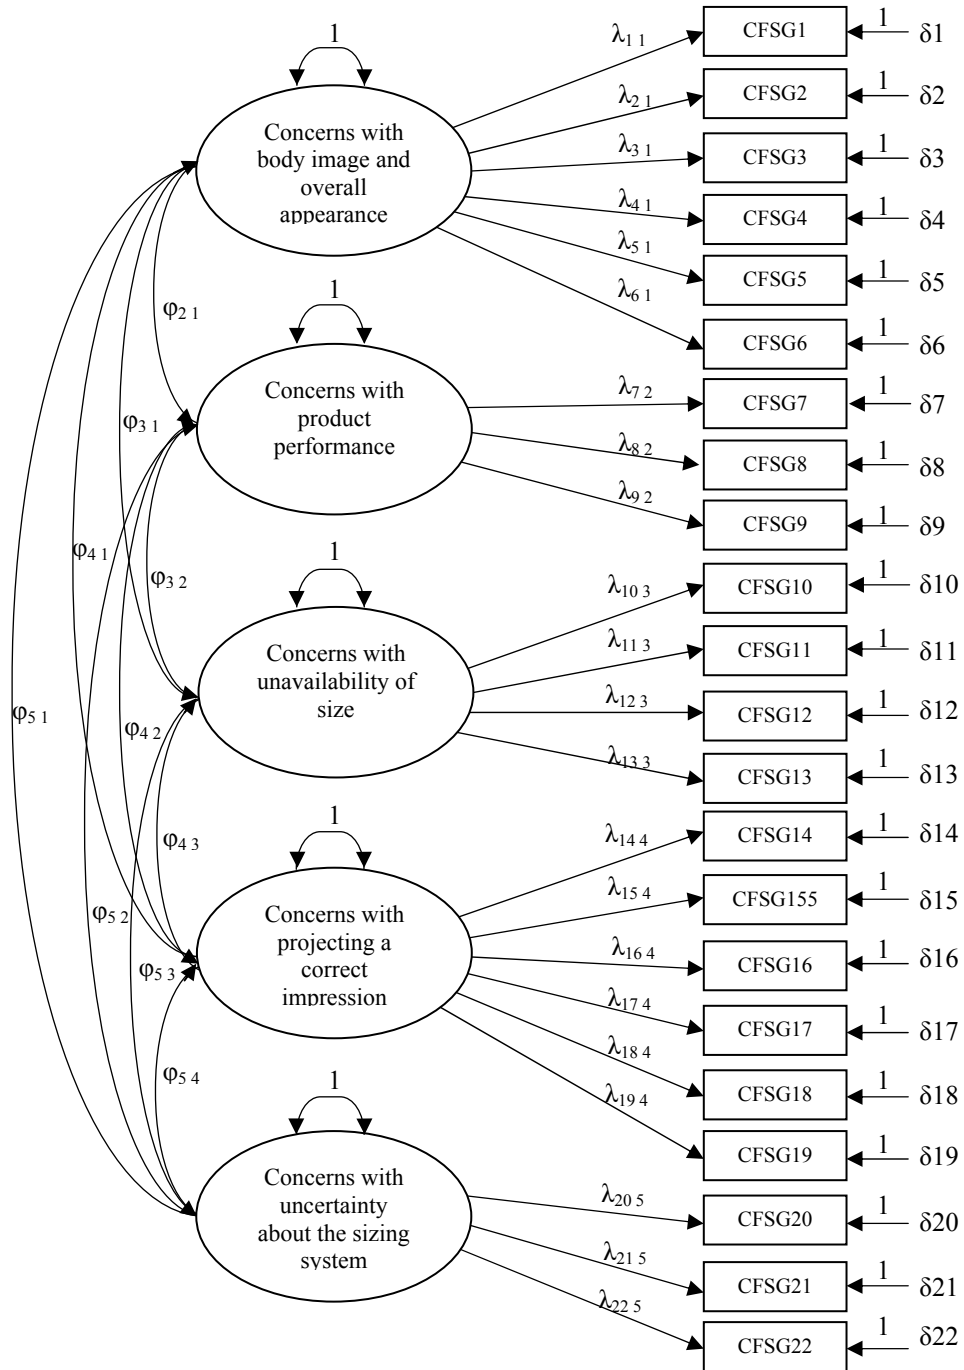 1
λ1 1
CFSG1
1
δ1
Concerns with
body image and
overall
appearance
λ2 1
CFSG2
1
δ2
λ3 1
CFSG3
1
δ3
λ4 1
CFSG4
1
δ4
λ5 1
CFSG5
1
δ5
λ6 1
CFSG6
1
δ6
φ2 1
1
Concerns with
product
performance
λ7 2
CFSG7
1
δ7
λ8 2
CFSG8
1
δ8
λ9 2
CFSG9
1
δ9
φ3 1
φ4 1
φ3 2
1
Concerns with
unavailability of
size
λ10 3
CFSG10
1
δ10
λ11 3
CFSG11
1
δ11
λ12 3
CFSG12
1
δ12
λ13 3
CFSG13
1
δ13
φ5 1
φ4 2
φ4 3
1
Concerns with
projecting a
correct
impression
λ14 4
CFSG14
1
δ14
λ15 4
CFSG155
1
δ15
λ16 4
CFSG16
1
δ16
λ17 4
CFSG17
1
δ17
λ18 4
CFSG18
1
δ18
λ19 4
CFSG19
1
δ19
φ5 2
φ5 3
φ5 4
1
Concerns with
uncertainty
about the sizing
system
λ20 5
CFSG20
1
δ20
λ21 5
CFSG21
1
δ21
λ22 5
CFSG22
1
δ22